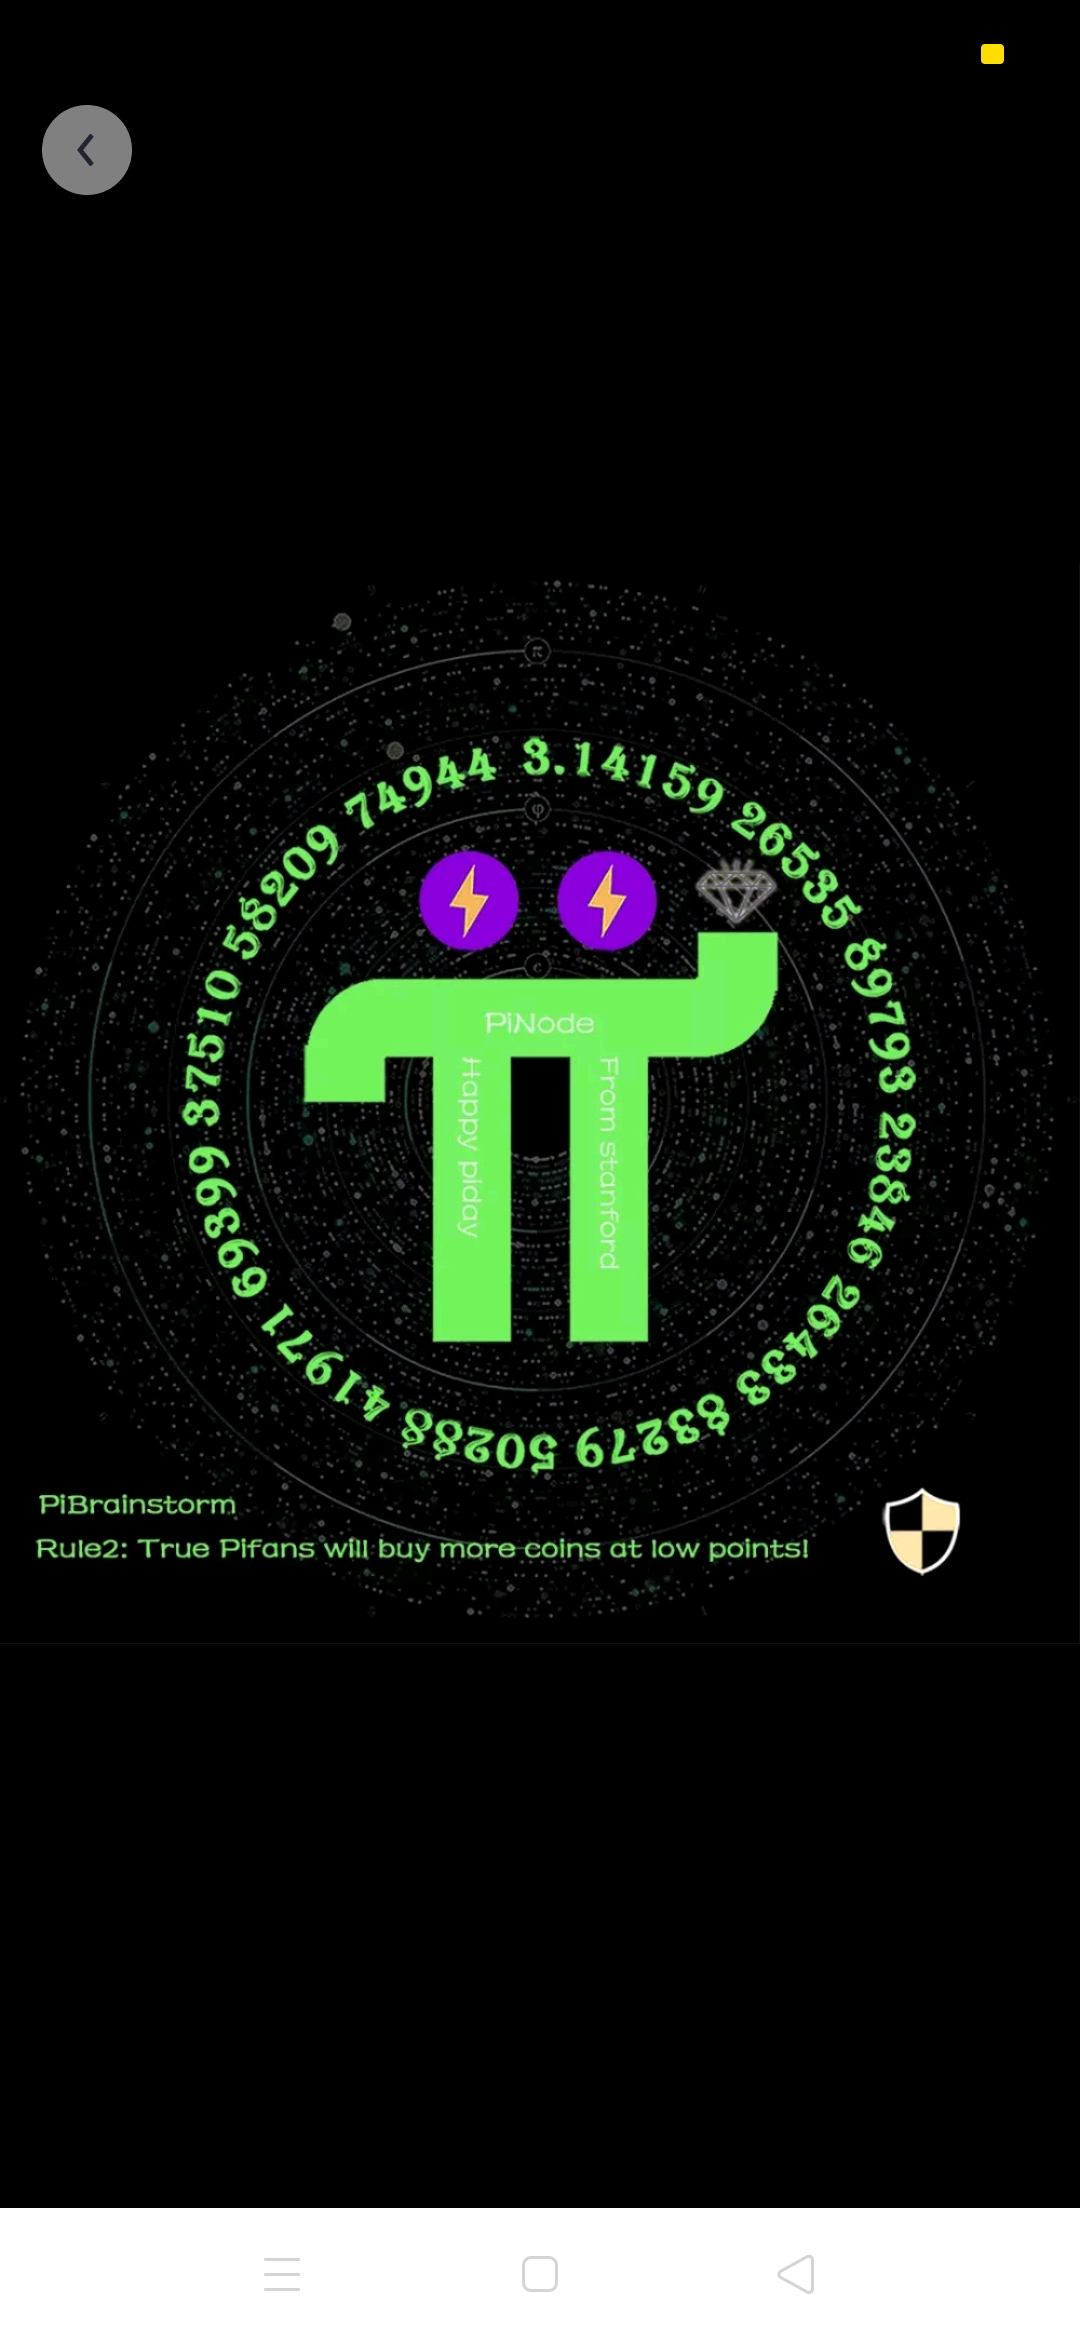 3.14159 26535 89793 23846 26433 83279 50288 41971 69399 37510 58209 74944
π
φ
e
PiNode
Happy piday
From stanford
PiBrainstorm
Rule2: True Pifans will buy more coins at low points!